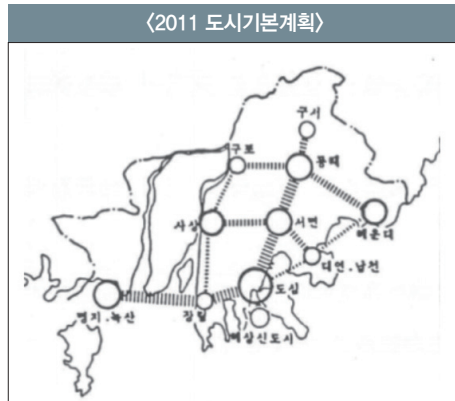 〈2011 도시기본계획〉
구서
구포
동래
사상
서면
해운대
대연.남천
도심
명지.녹산
장림
해상신도시